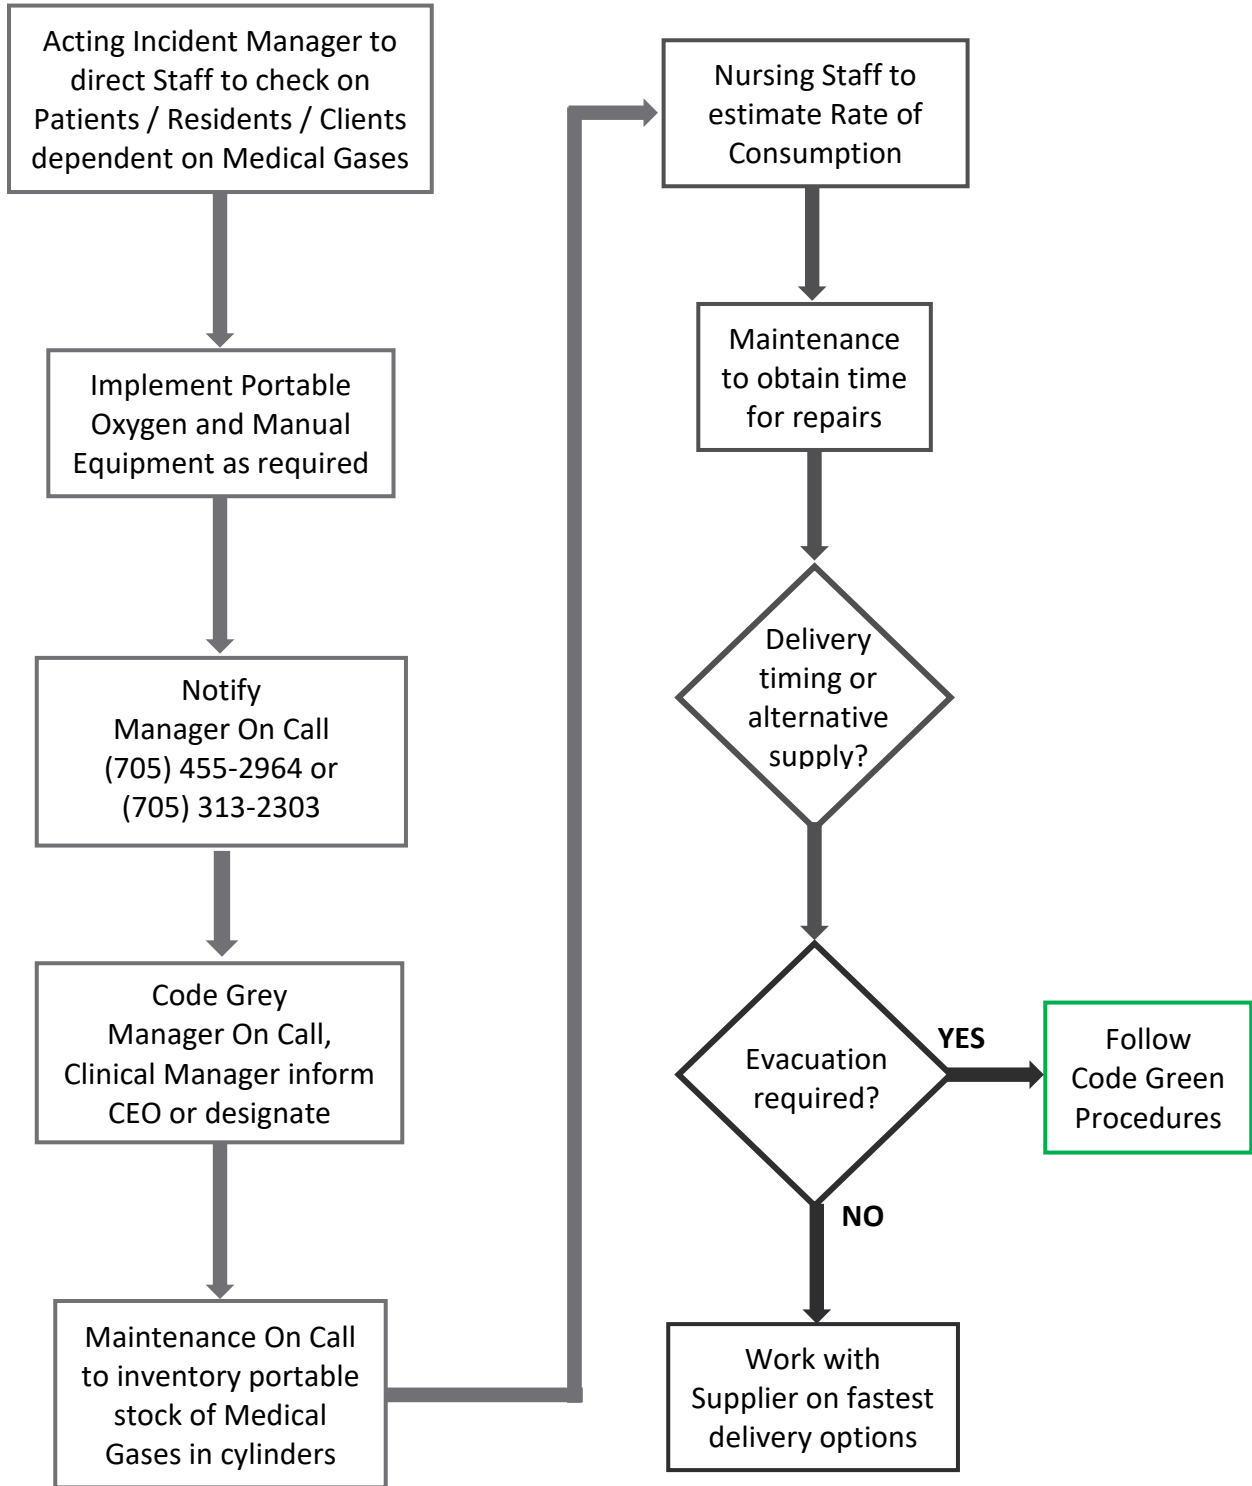 Acting Incident Manager to
direct Staff to check on
Patients / Residents / Clients
dependent on Medical Gases
Implement Portable
Oxygen and Manual
Equipment as required
Notify
Manager On Call
(705) 455-2964 or
(705) 313-2303
Code Grey
Manager On Call,
Clinical Manager inform
CEO or designate
Maintenance On Call
to inventory portable
stock of Medical
Gases in cylinders
Nursing Staff to
estimate Rate of
Consumption
Maintenance
to obtain time
for repairs
Delivery
timing or
alternative
supply?
Evacuation
required?
YES
Follow
Code Green
Procedures
NO
Work with
Supplier on fastest
delivery options